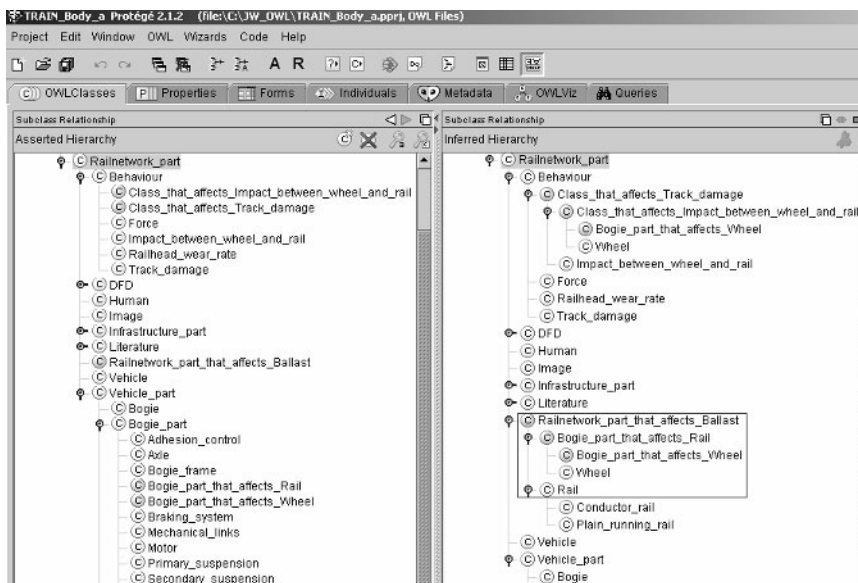 TRAIN_Body_a Protégé 2.1.2 (file:\C:\JW_OWL\TRAIN_Body_a.pprj, OWL Files)
Project Edit Window OWL Wizards Code Help
OWLClasses Properties Forms Individuals Metadata OWLViz Queries
Subclass Relationship
Asserted Hierarchy
Railnetwork_part
Behaviour
Class_that_affects_Impact_between_wheel_and_rail
Class_that_affects_Track_damage
Force
Impact_between_wheel_and_rail
Railhead_wear_rate
Track_damage
DFD
Human
Image
Infrastructure_part
Literature
Railnetwork_part_that_affects_Ballast
Vehicle
Vehicle_part
Bogie
Bogie_part
Adhesion_control
Axle
Bogie_frame
Bogie_part_that_affects_Rail
Bogie_part_that_affects_Wheel
Braking_system
Mechanical_links
Motor
Primary_suspension
Secondary_suspension
Subclass Relationship
Inferred Hierarchy
Railnetwork_part
Behaviour
Class_that_affects_Track_damage
Class_that_affects_Impact_between_wheel_and_rail
Bogie_part_that_affects_Wheel
Wheel
Impact_between_wheel_and_rail
Force
Railhead_wear_rate
Track_damage
DFD
Human
Image
Infrastructure_part
Literature
Railnetwork_part_that_affects_Ballast
Bogie_part_that_affects_Rail
Bogie_part_that_affects_Wheel
Wheel
Rail
Conductor_rail
Plain_running_rail
Vehicle
Vehicle_part
Bogie